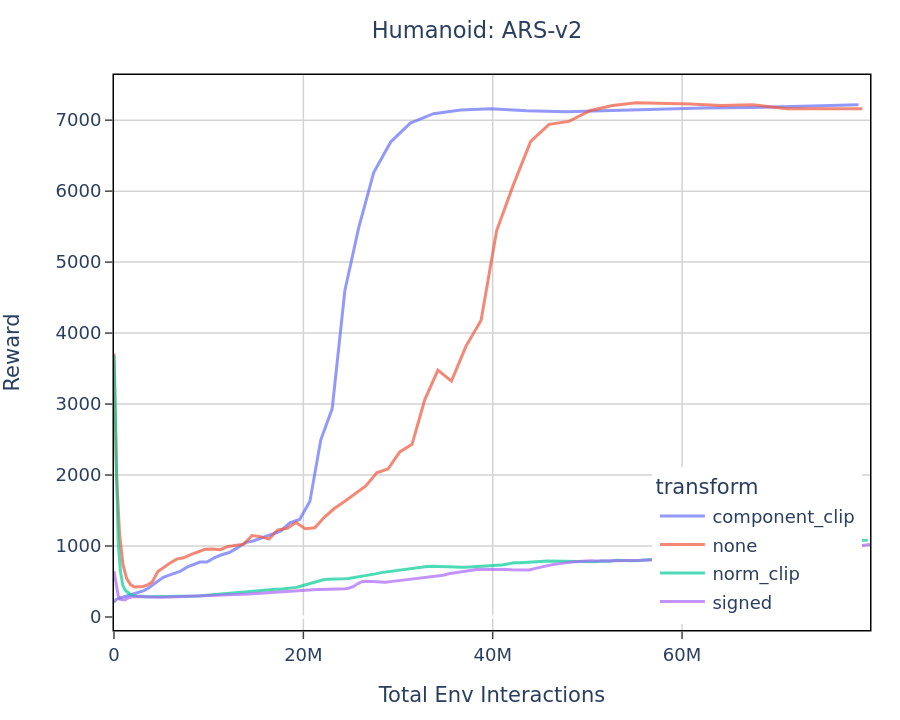 Humanoid: ARS-v2
Reward
7000
6000
5000
4000
3000
2000
1000
0
transform
component_clip
none
norm_clip
signed
0
20M
40M
60M
Total Env Interactions